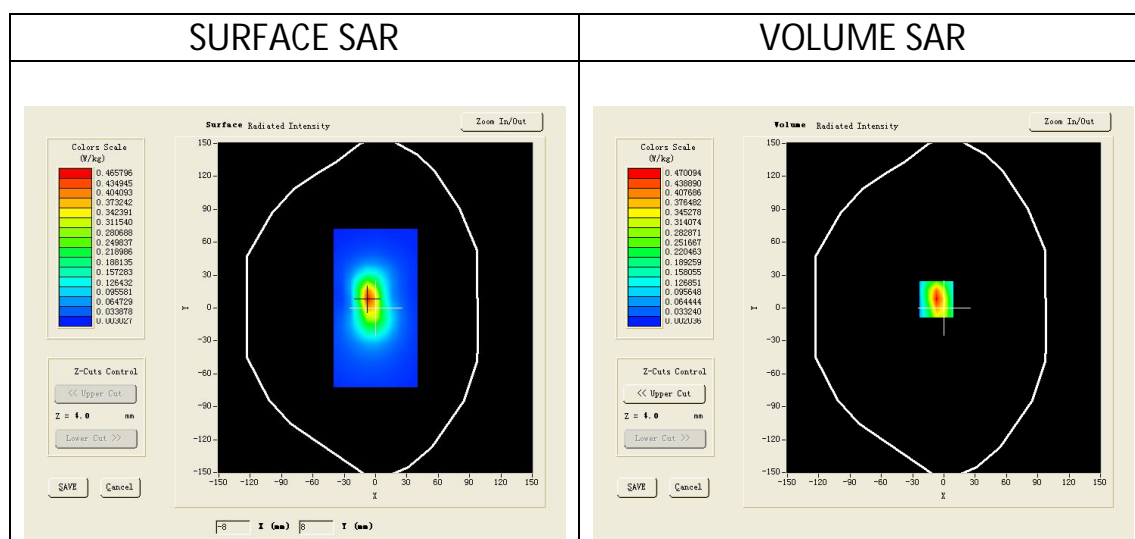 SURFACE SAR
VOLUME SAR
Surface Radiated Intensity
Zoom In/Out
Colors Scale
(W/kg)
0.465796
0.434945
0.404093
0.373242
0.342391
0.311540
0.280688
0.249837
0.218986
0.188135
0.157283
0.126432
0.095581
0.064729
0.033878
0.003027
150
120
90
60
30
0
-30
-60
-90
-120
-150
Y
-150 -120 -90 -60 -30 0 30 60 90 120 150
X
Z-Cuts Control
<< Upper Cut
Z = 4.0 mm
Lower Cut >>
SAVE
Cancel
-8 X (mm) 8 Y (mm)
Volume Radiated Intensity
Zoom In/Out
Colors Scale
(W/kg)
0.470094
0.438890
0.407686
0.376482
0.345278
0.314074
0.282871
0.251667
0.220463
0.189259
0.158055
0.126851
0.095648
0.064444
0.033240
0.002036
150
120
90
60
30
0
-30
-60
-90
-120
-150
Y
-150 -120 -90 -60 -30 0 30 60 90 120 150
X
Z-Cuts Control
<< Upper Cut
Z = 4.0 mm
Lower Cut >>
SAVE
Cancel